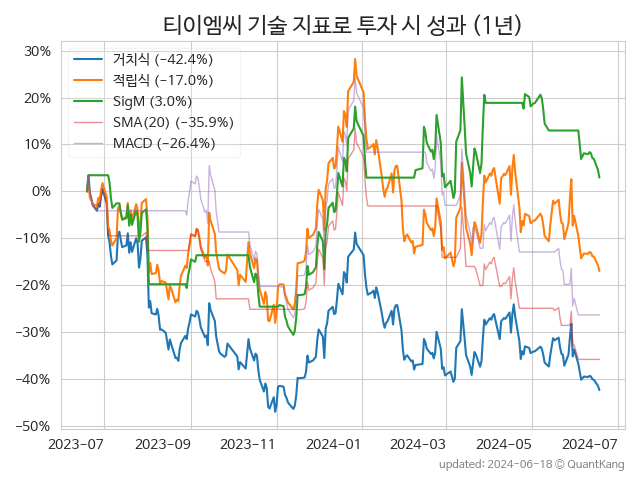 티이엠씨 기술 지표로 투자 시 성과 (1년)
거치식 (−42.4%)
적립식 (−17.0%)
SigM (3.0%)
SMA(20) (−35.9%)
MACD (−26.4%)
30%
20%
10%
0%
−10%
−20%
−30%
−40%
−50%
2023-07 2023-09 2023-11 2024-01 2024-03 2024-05 2024-07
updated: 2024-06-18 © QuantKang